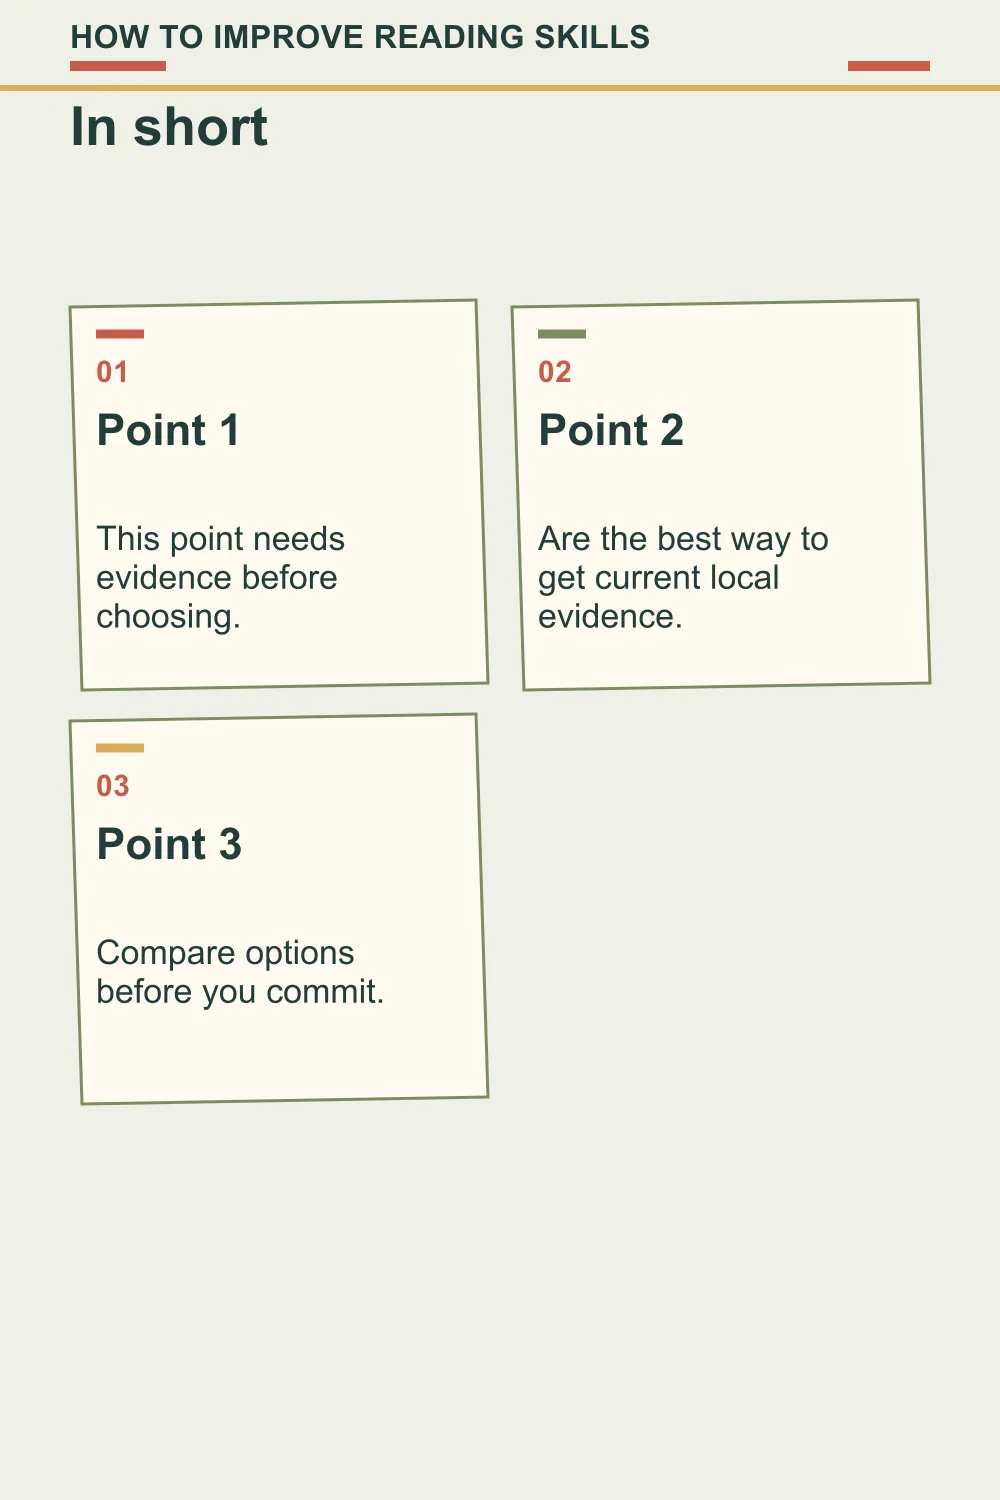 HOW TO IMPROVE READING SKILLS
In short
01
Point 1
This point needs
evidence before
choosing.
02
Point 2
Are the best way to
get current local
evidence.
03
Point 3
Compare options
before you commit.